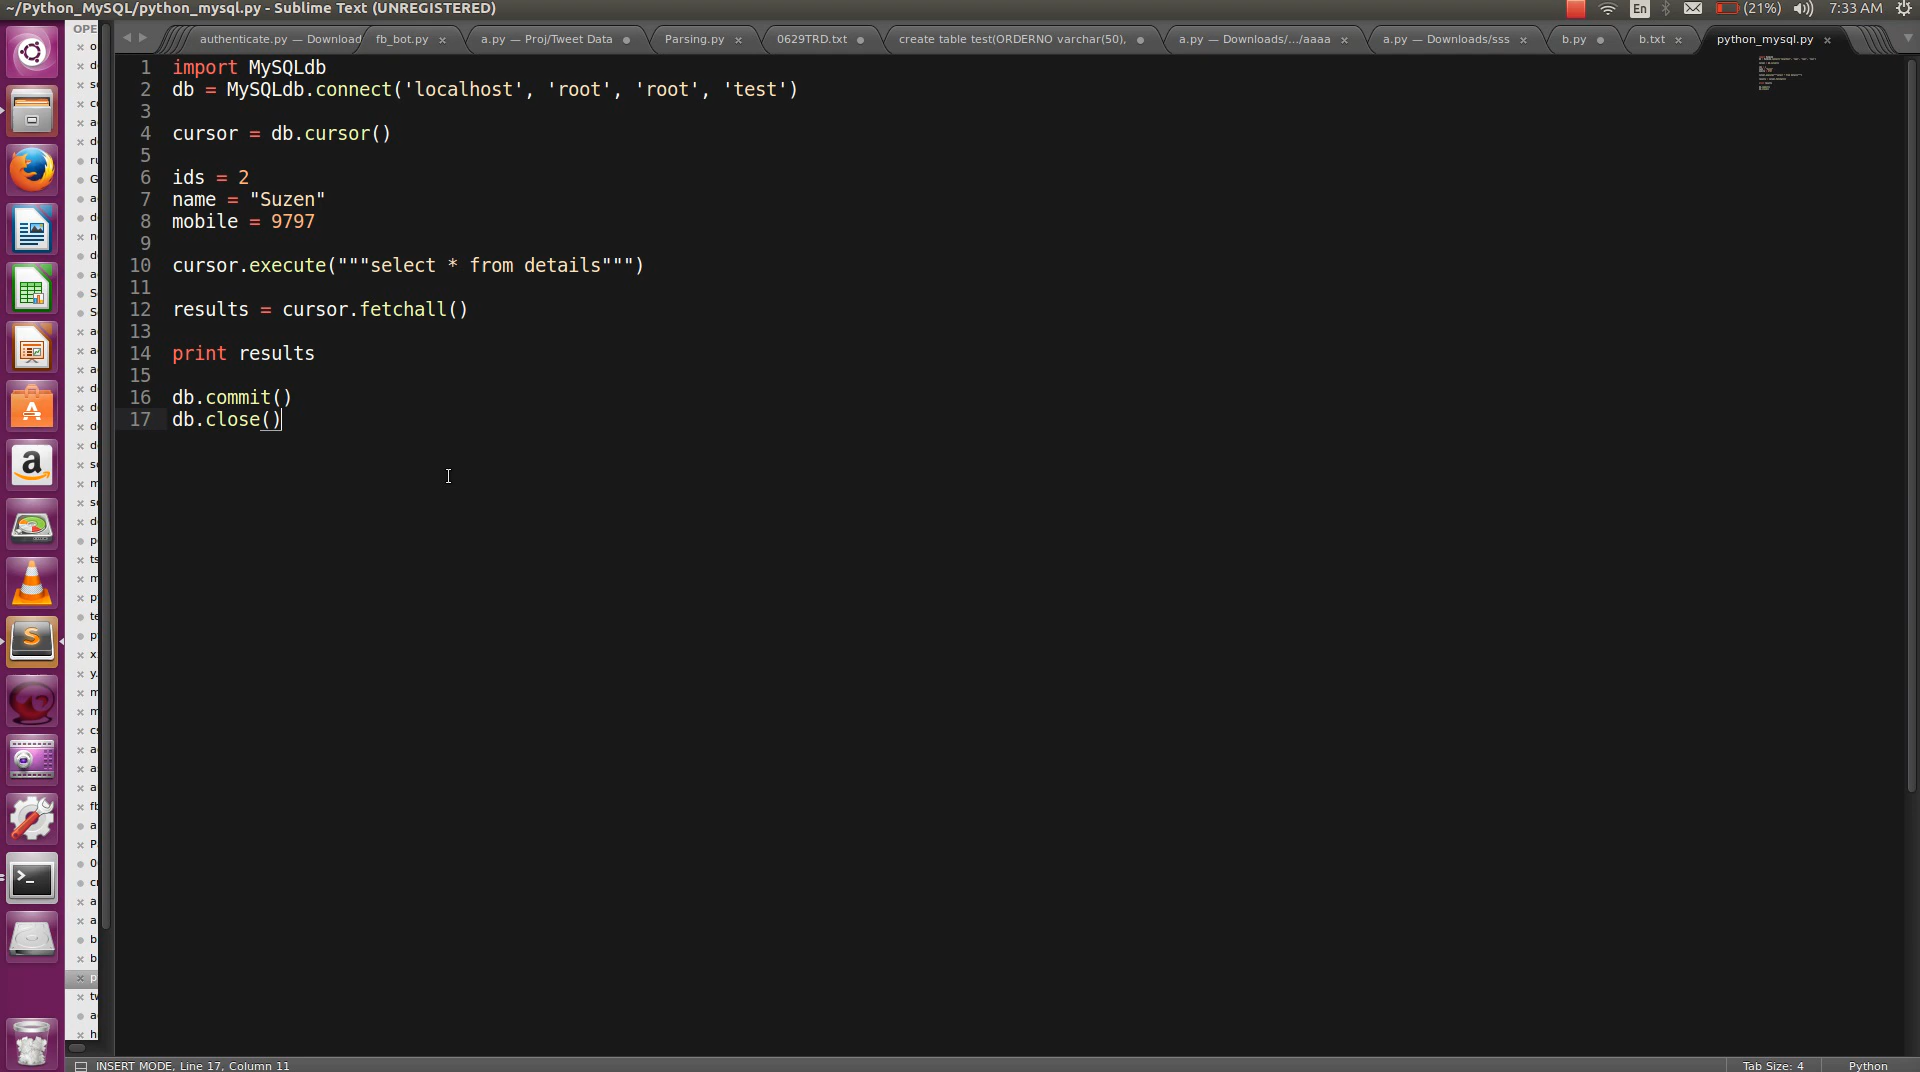 ~/Python_MySQL/python_mysql.py - Sublime Text (UNREGISTERED)
En
(21%)
7:33 AM
OPE
authenticate.py — Download
fb_bot.py
a.py — Proj/Tweet Data
Parsing.py
0629TRD.txt
create table test(ORDERNO varchar(50),
a.py — Downloads/.../aaaa
a.py — Downloads/sss
b.py
b.txt
python_mysql.py
1 import MySQLdb
2 db = MySQLdb.connect('localhost', 'root', 'root', 'test')
3
4 cursor = db.cursor()
5
6 ids = 2
7 name = "Suzen"
8 mobile = 9797
9
10 cursor.execute("""select * from details""")
11
12 results = cursor.fetchall()
13
14 print results
15
16 db.commit()
17 db.close()
INSERT MODE, Line 17, Column 11
Tab Size: 4
Python